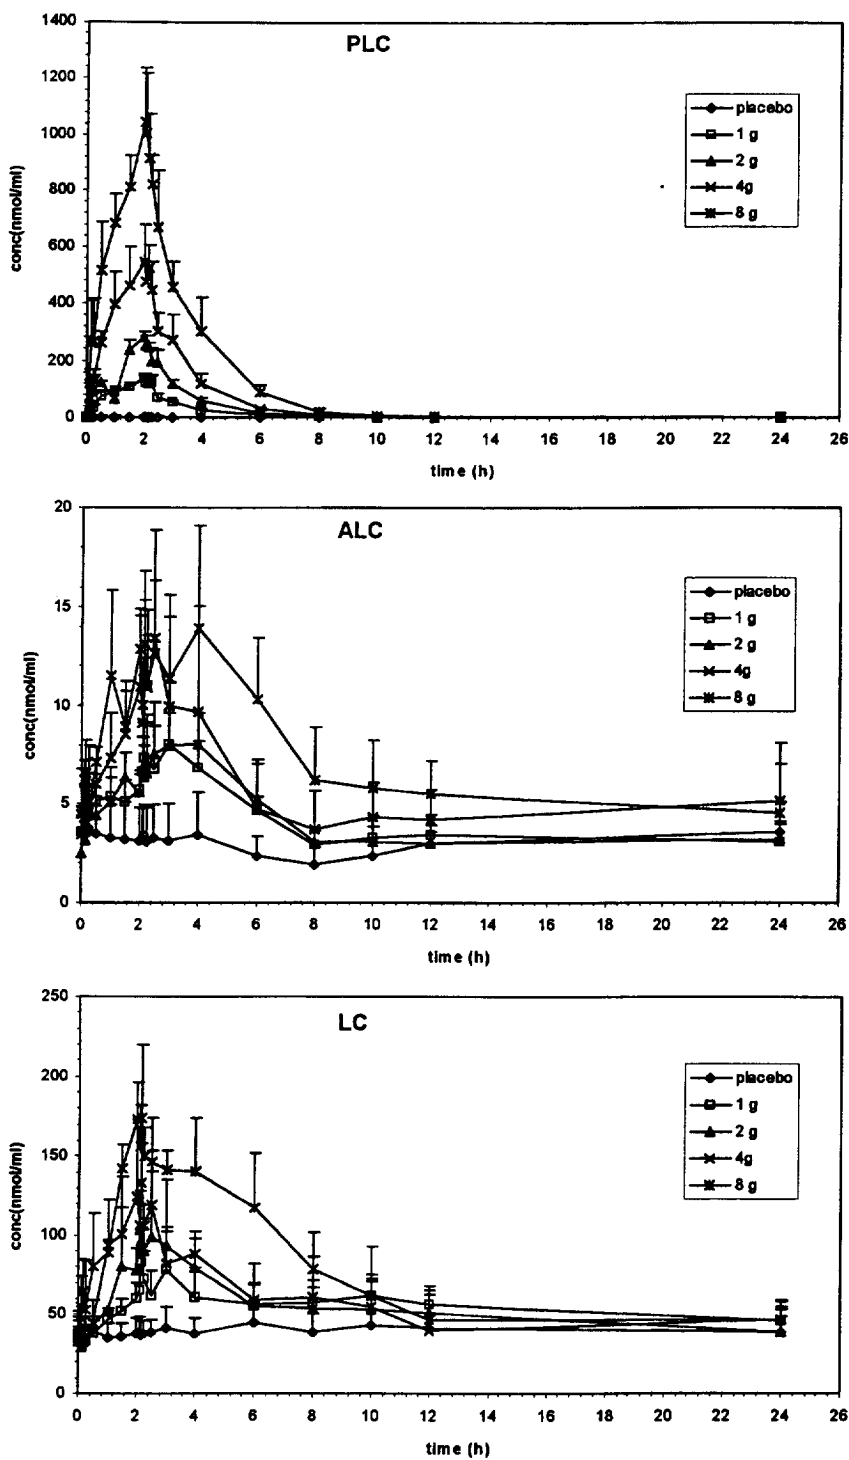 PLC
1400
1200
1000
800
600
400
200
0
conc(nmol/ml)
placebo
1 g
2 g
4g
8 g
0 2 4 6 8 10 12 14 16 18 20 22 24 26
time (h)
ALC
20
15
10
5
0
conc(nmol/ml)
placebo
1 g
2 g
4g
8 g
0 2 4 6 8 10 12 14 16 18 20 22 24 26
time (h)
LC
250
200
150
100
50
0
conc(nmol/ml)
placebo
1 g
2 g
4g
8 g
0 2 4 6 8 10 12 14 16 18 20 22 24 26
time (h)